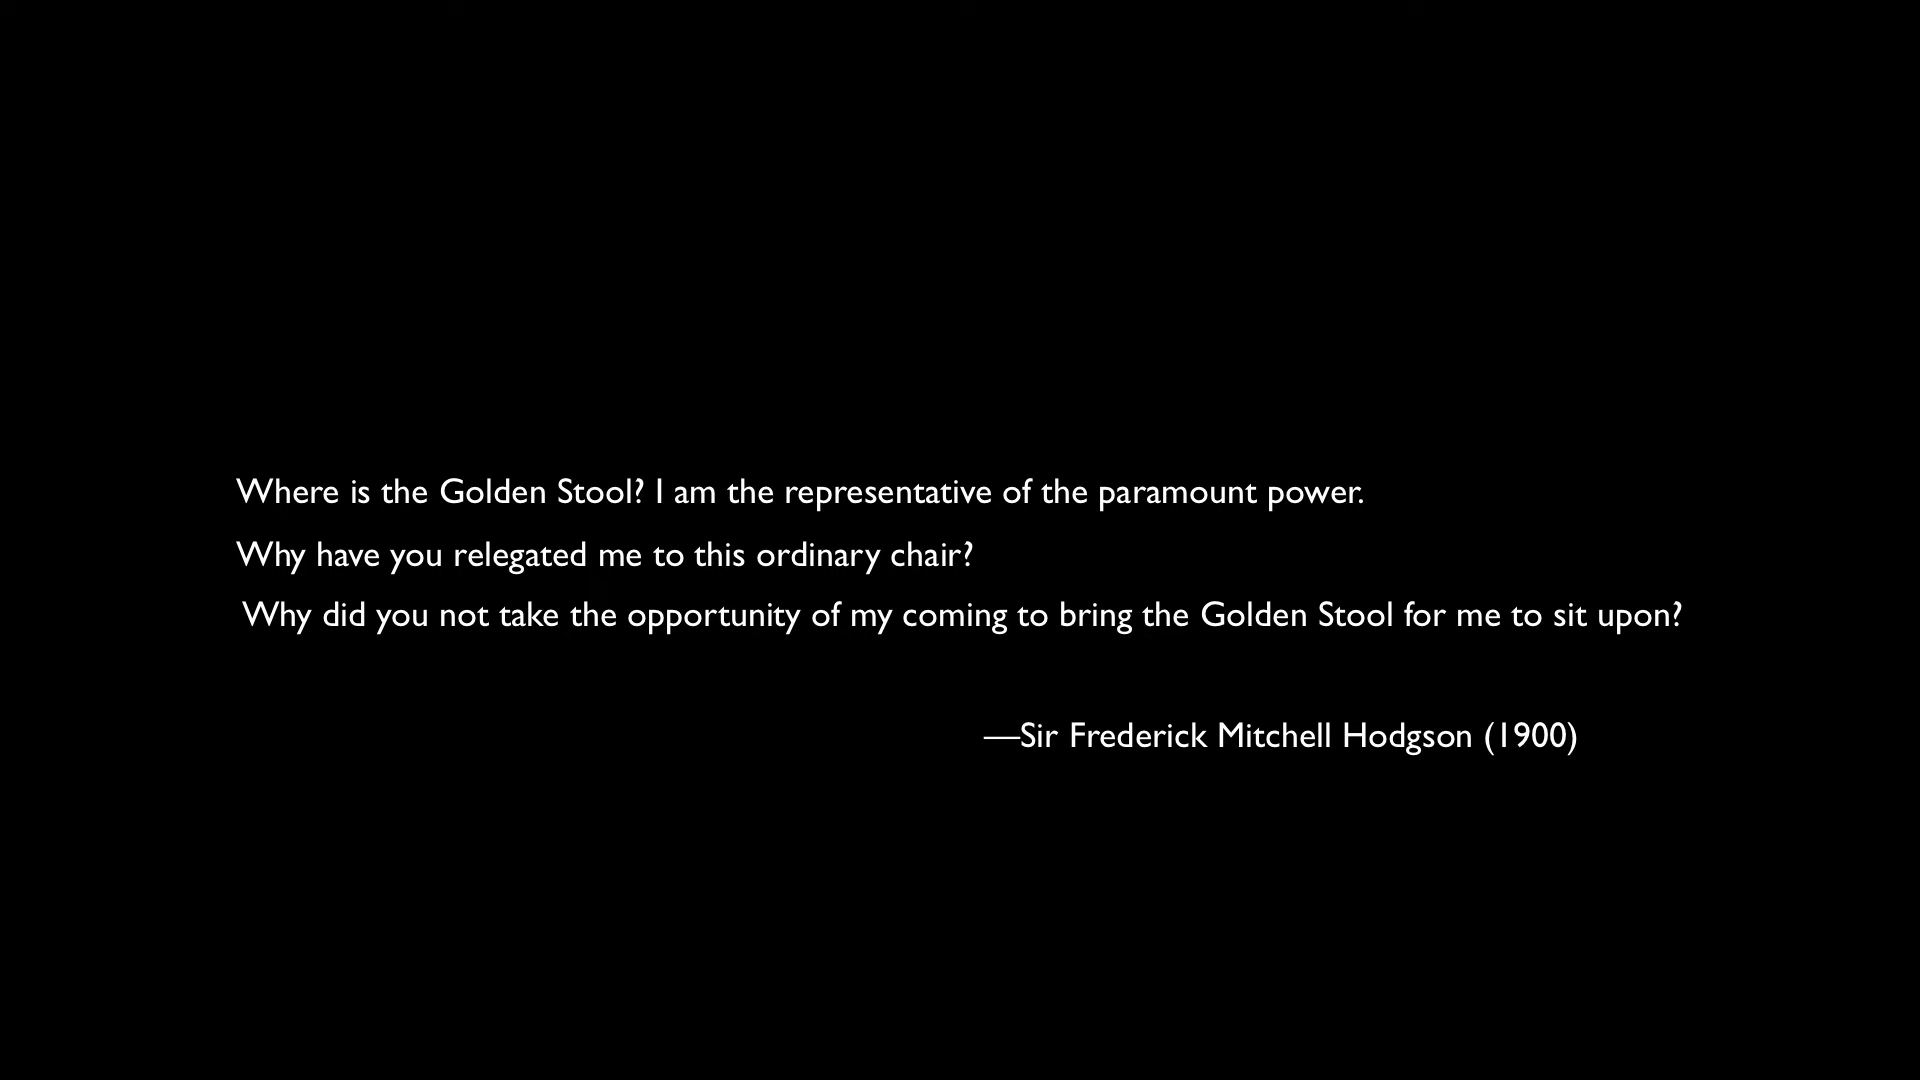 Where is the Golden Stool? I am the representative of the paramount power.
Why have you relegated me to this ordinary chair?
Why did you not take the opportunity of my coming to bring the Golden Stool for me to sit upon?
—Sir Frederick Mitchell Hodgson (1900)